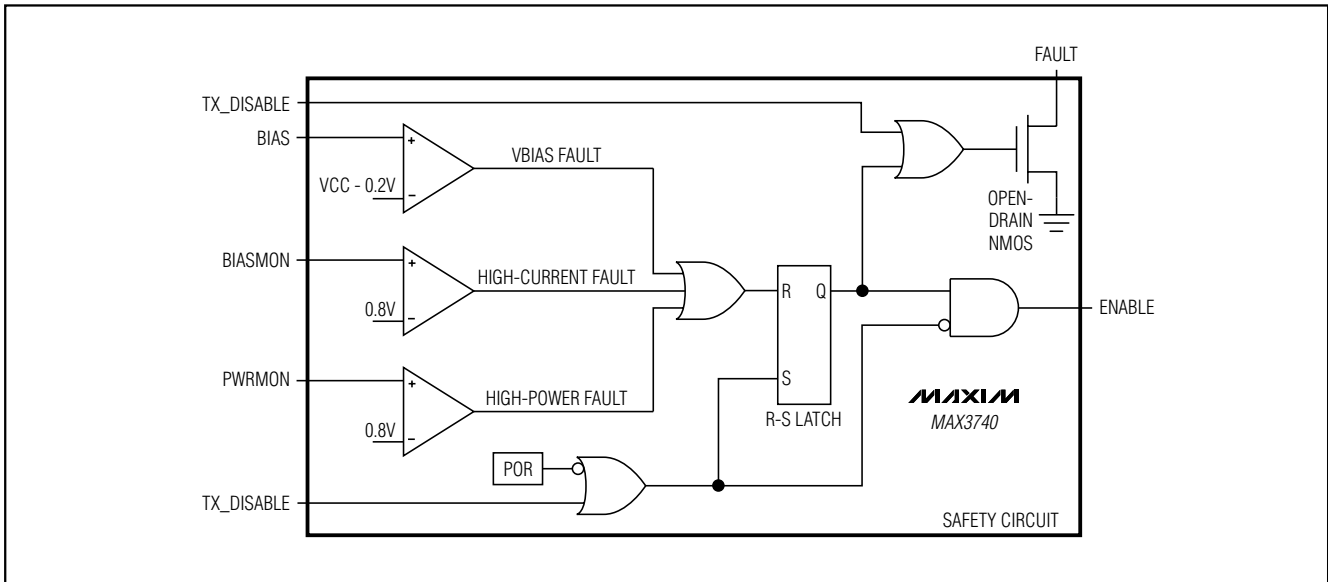 FAULT
TX_DISABLE
BIAS
+
VBIAS FAULT
VCC - 0.2V
–
OPEN-
DRAIN
NMOS
BIASMON
+
HIGH-CURRENT FAULT
0.8V
–
R Q
ENABLE
PWRMON
+
HIGH-POWER FAULT
0.8V
–
S
R-S LATCH
MAXIM
MAX3740
POR
TX_DISABLE
SAFETY CIRCUIT